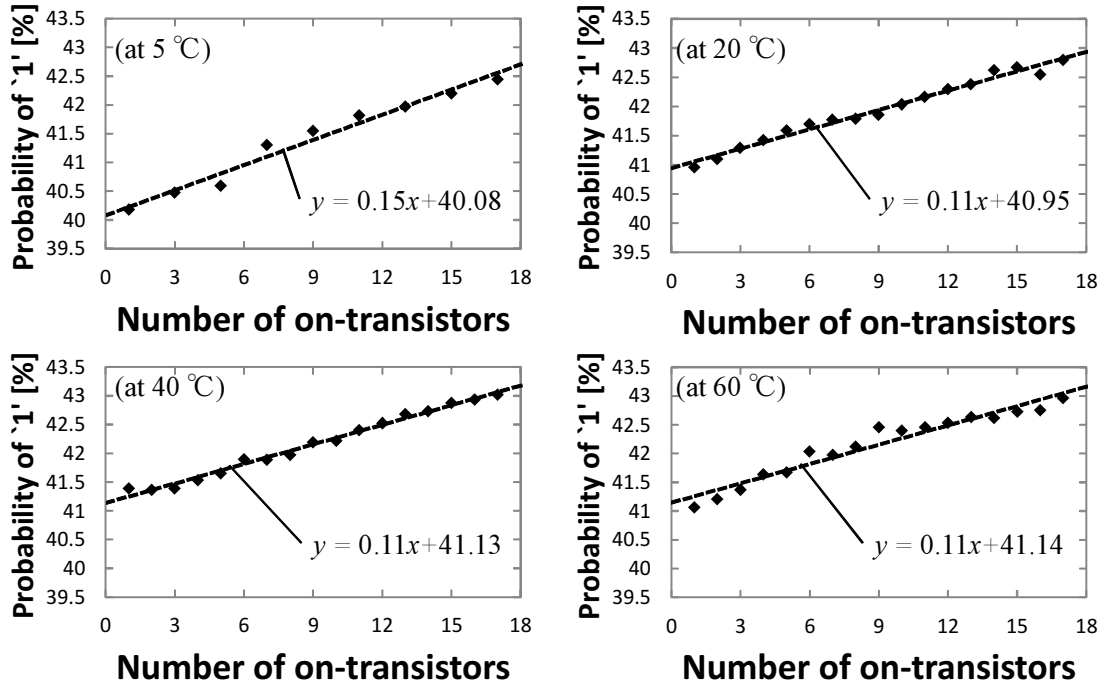 Probability of `1' [%]
43.5
43
42.5
42
41.5
41
40.5
40
39.5
(at 5 ℃)
y = 0.15x+40.08
0 3 6 9 12 15 18
Number of on-transistors
Probability of `1' [%]
43.5
43
42.5
42
41.5
41
40.5
40
39.5
(at 20 ℃)
y = 0.11x+40.95
0 3 6 9 12 15 18
Number of on-transistors
Probability of `1' [%]
43.5
43
42.5
42
41.5
41
40.5
40
39.5
(at 40 ℃)
y = 0.11x+41.13
0 3 6 9 12 15 18
Number of on-transistors
Probability of `1' [%]
43.5
43
42.5
42
41.5
41
40.5
40
39.5
(at 60 ℃)
y = 0.11x+41.14
0 3 6 9 12 15 18
Number of on-transistors